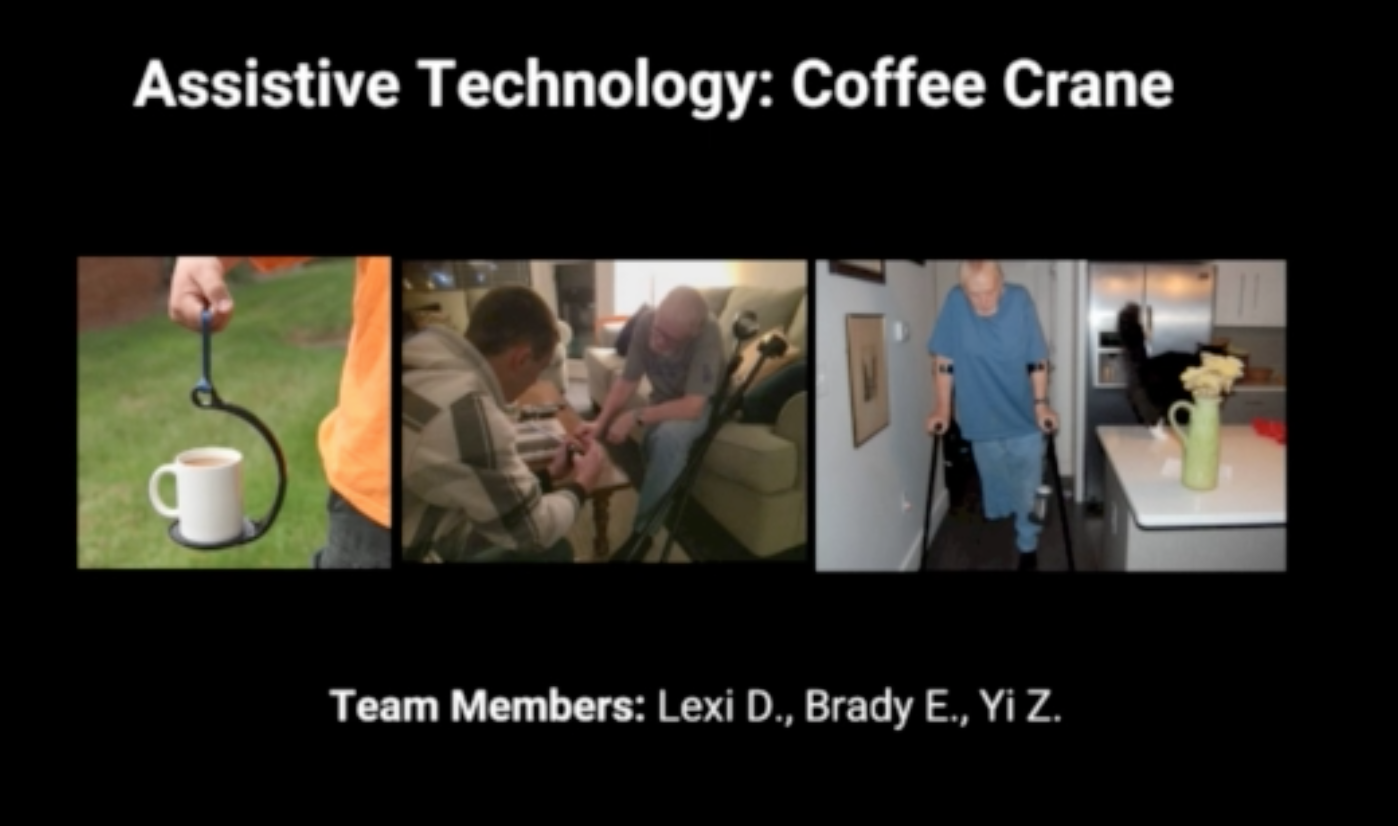 Assistive Technology: Coffee Crane
Team Members: Lexi D., Brady E., Yi Z.